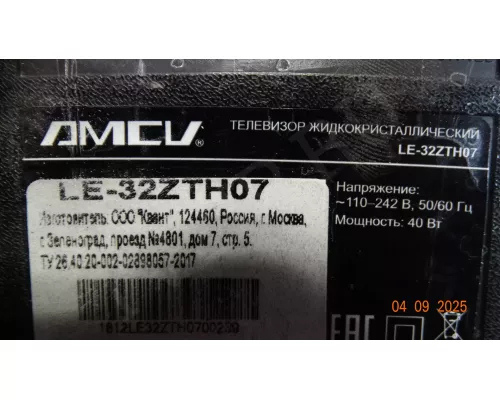 AMCV®
ТЕЛЕВИЗОР ЖИДКОКРИСТАЛЛИЧЕСКИЙ
LE-32ZTH07
LE-32ZTH07
Изготовитель: ООО "Квант", 124460, Россия, г. Москва,
г. Зеленоград, проезд №4801, дом 7, стр. 5.
ТУ 26.40.20-002-02898057-2017
1812LE32ZTH0700239
Напряжение:
~110–242 В, 50/60 Гц
Мощность: 40 Вт
04 09 2025
EAC